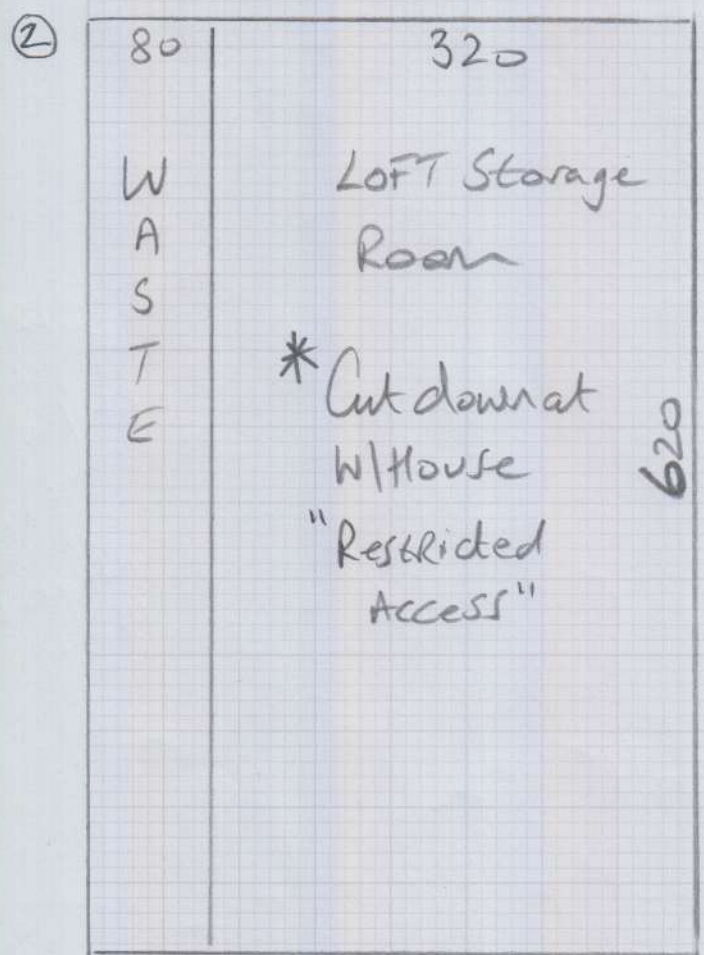 ②
80
320
W
A
S
T
E
LOFT Storage
Room
* Cut down at
W/House
"Restricted
Access"
620